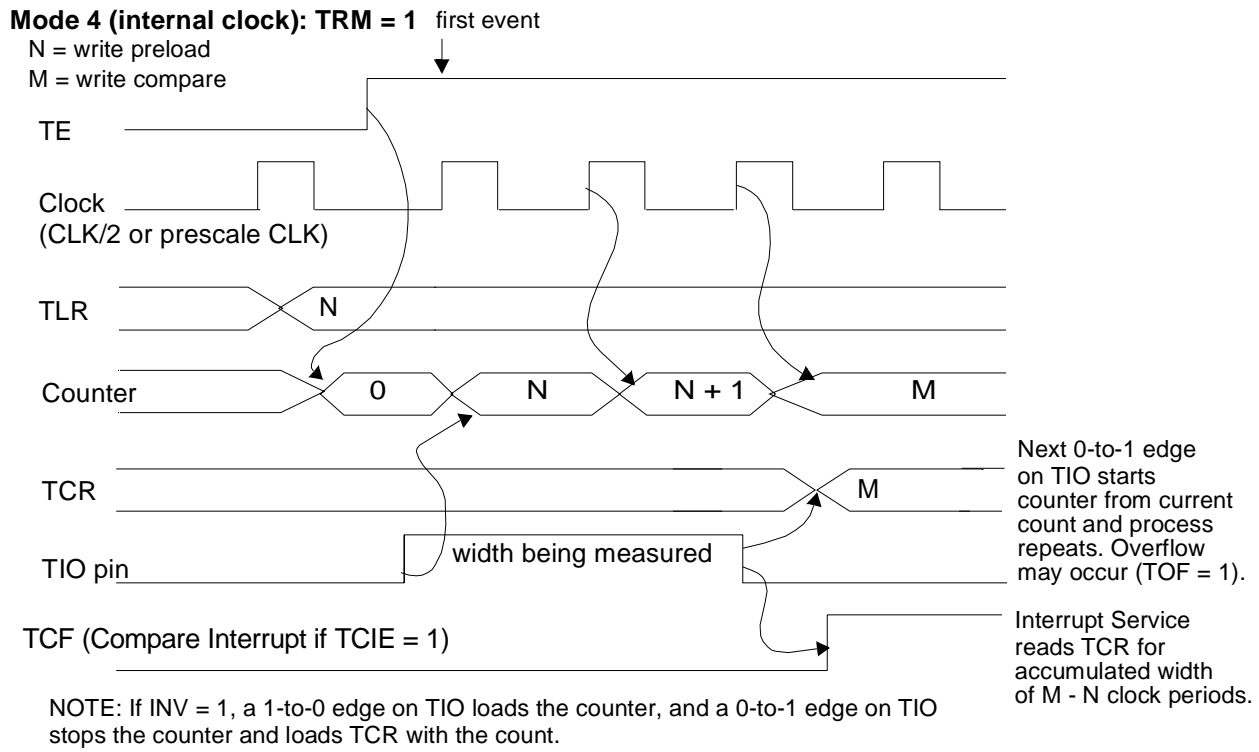 Mode 4 (internal clock): TRM = 1
first event
N = write preload
M = write compare
TE
Clock
(CLK/2 or prescale CLK)
TLR
N
Counter
0
N
N + 1
M
TCR
M
Next 0-to-1 edge
on TIO starts
counter from current
count and process
repeats. Overflow
may occur (TOF = 1).
TIO pin
width being measured
TCF (Compare Interrupt if TCIE = 1)
Interrupt Service
reads TCR for
accumulated width
of M - N clock periods.
NOTE: If INV = 1, a 1-to-0 edge on TIO loads the counter, and a 0-to-1 edge on TIO
stops the counter and loads TCR with the count.